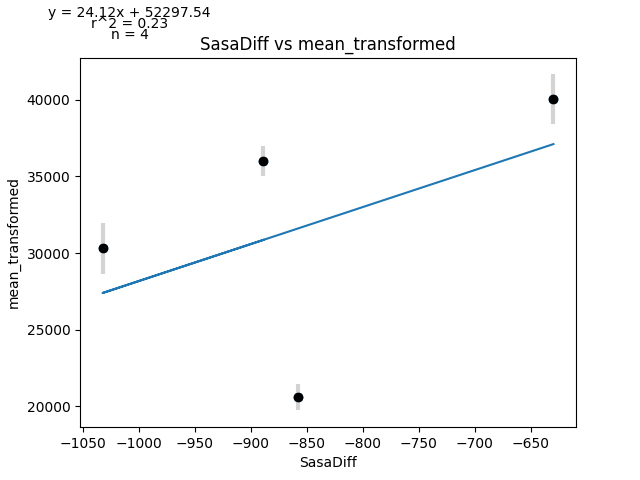 y = 24.12x + 52297.54
r^2 = 0.23
n = 4
SasaDiff vs mean_transformed
40000
35000
30000
25000
20000
mean_transformed
−1050 −1000 −950 −900 −850 −800 −750 −700 −650
SasaDiff